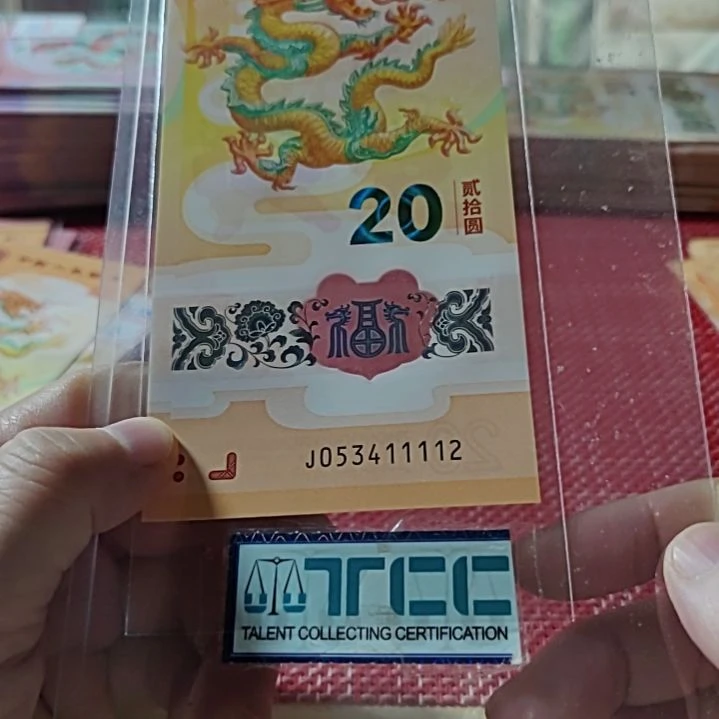 20
贰拾圆
福
J053411112
TCC
TALENT COLLECTING CERTIFICATION